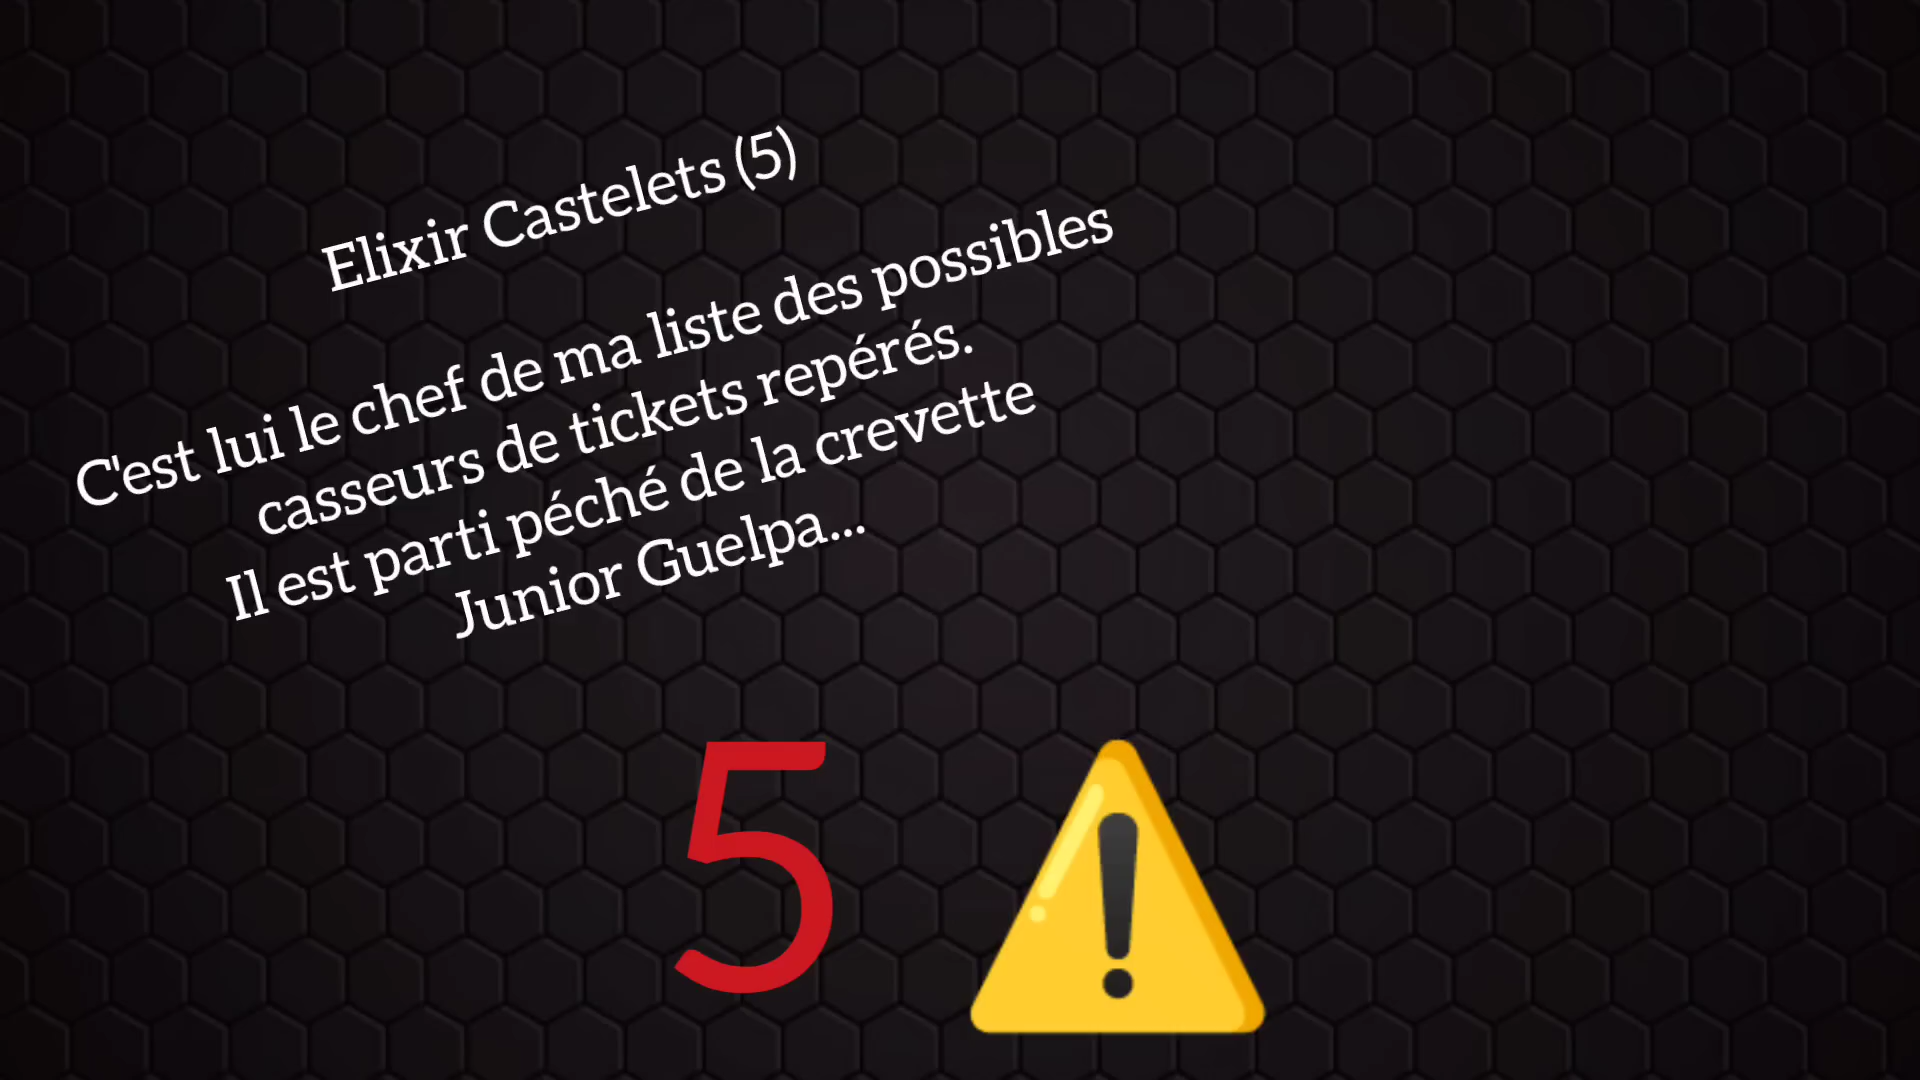 Elixir Castelets (5)
C'est lui le chef de ma liste des possibles
casseurs de tickets repérés.
Il est parti péché de la crevette
Junior Guelpa...
5